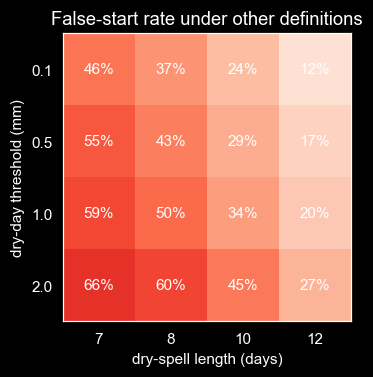 False-start rate under other definitions
dry-day threshold (mm)
0.1 46% 37% 24% 12%
0.5 55% 43% 29% 17%
1.0 59% 50% 34% 20%
2.0 66% 60% 45% 27%
7 8 10 12
dry-spell length (days)